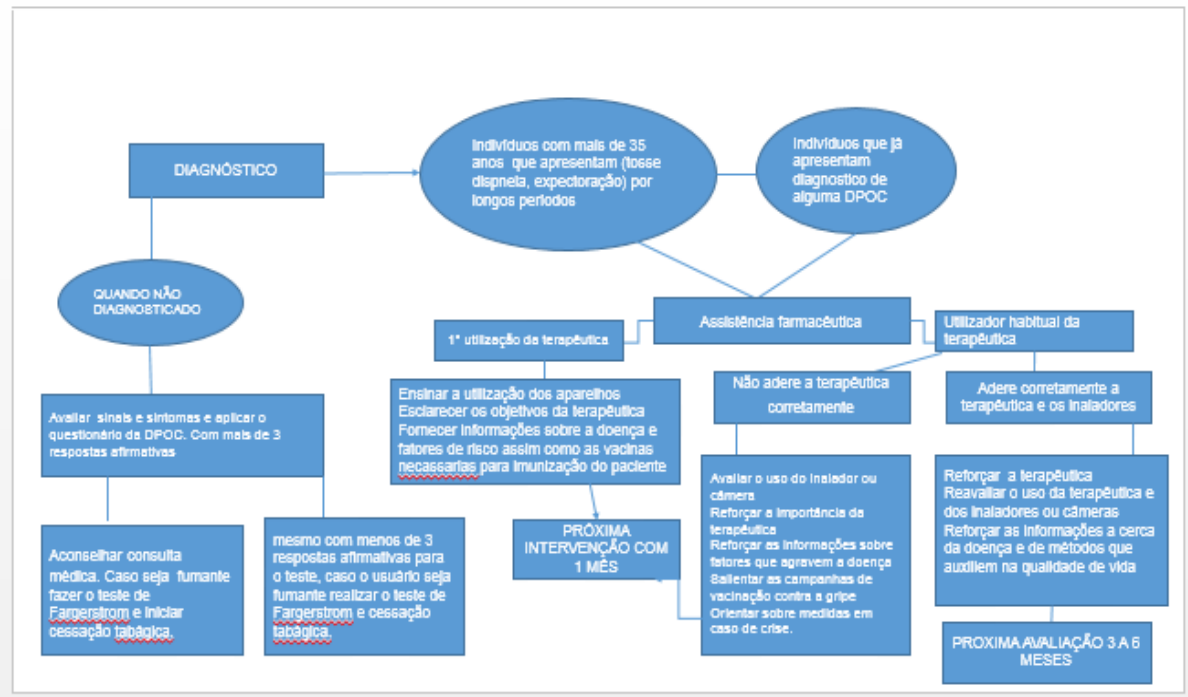 DIAGNÓSTICO
Indivíduos com mais de 35
anos que apresentam (tosse
dispneia, expectoração) por
longos períodos
Indivíduos que já
apresentam
diagnostico de
alguma DPOC
QUANDO NÃO
DIAGNOSTICADO
Assistência farmacêutica
1ª utilização da terapêutica
Utilizador habitual da
terapêutica
Avaliar sinais e sintomas e aplicar o
questionário da DPOC. Com mais de 3
respostas afirmativas
Ensinar a utilização dos aparelhos
Esclarecer os objetivos da terapêutica
Fornecer informações sobre a doença e
fatores de risco assim como as vacinas
necessarias para imunização do paciente
Não adere a terapêutica
corretamente
Adere corretamente a
terapêutica e os inaladores
Aconselhar consulta
médica. Caso seja fumante
fazer o teste de
Fargerstrom e iniciar
cessação tabágica.
mesmo com menos de 3
respostas afirmativas para
o teste, caso o usuário seja
fumante realizar o teste de
Fargerstrom e cessação
tabágica.
PRÓXIMA
INTERVENÇÃO COM
1 MÊS
Avaliar o uso do inalador ou
câmera
Reforçar a importância da
terapêutica
Reforçar as informações sobre
fatores que agravem a doença
Salientar as campanhas de
vacinação contra a gripe
Orientar sobre medidas em
caso de crise.
Reforçar a terapêutica
Reavaliar o uso da terapêutica e
dos inaladores ou câmeras
Reforçar as informações a cerca
da doença e de métodos que
auxiliem na qualidade de vida
PROXIMA AVALIAÇÃO 3 A 6
MESES